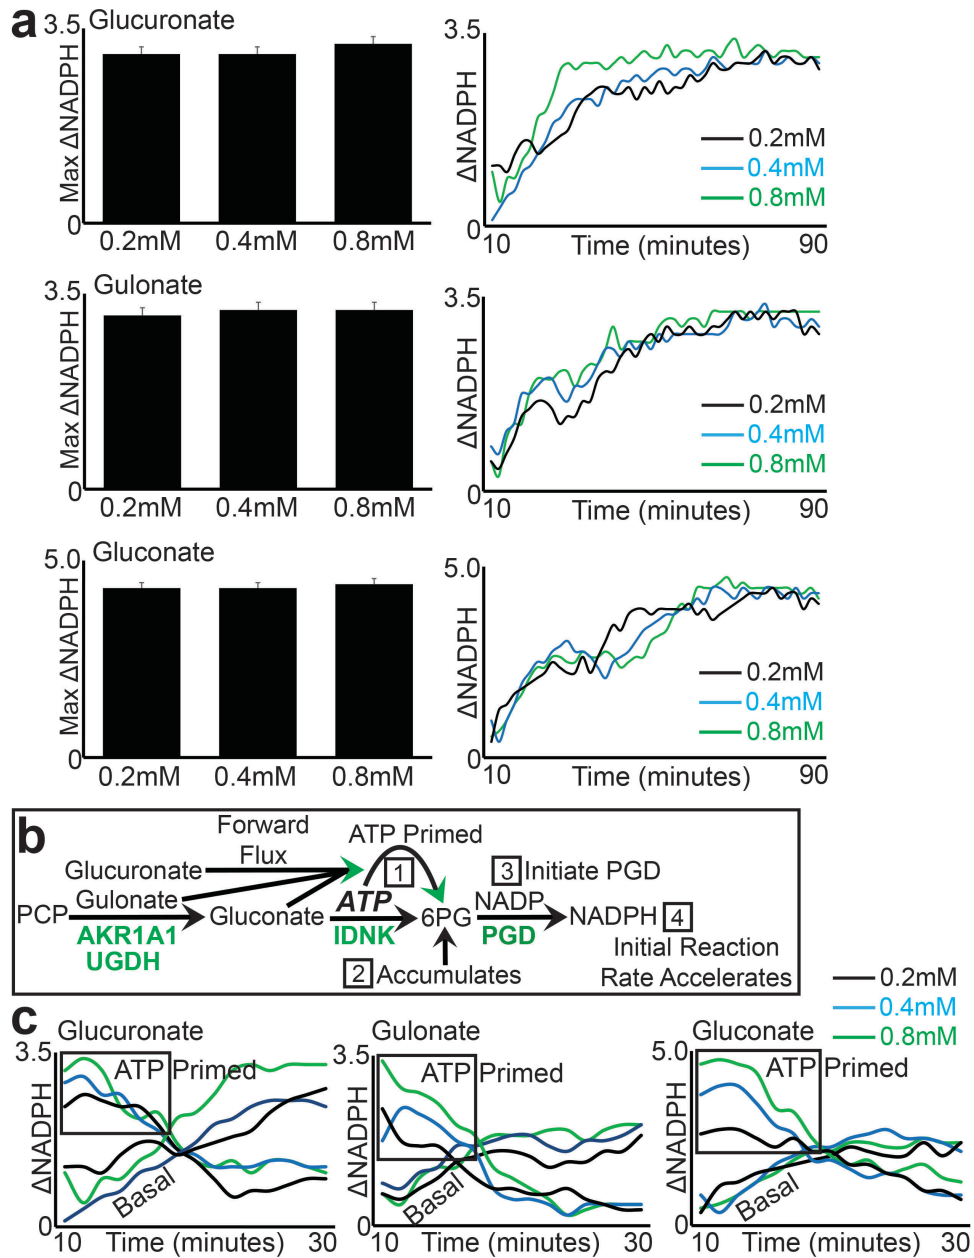 a
Glucuronate
3.5
Max ΔNADPH
0
0.2mM 0.4mM 0.8mM
3.5
ΔNADPH
0.2mM
0.4mM
0.8mM
0
10 Time (minutes) 90
Gulonate
3.5
Max ΔNADPH
0
0.2mM 0.4mM 0.8mM
3.5
ΔNADPH
0.2mM
0.4mM
0.8mM
0
10 Time (minutes) 90
Gluconate
5.0
Max ΔNADPH
0
0.2mM 0.4mM 0.8mM
5.0
ΔNADPH
0.2mM
0.4mM
0.8mM
0
10 Time (minutes) 90
b
Forward
Flux
ATP Primed
Glucuronate
1
3 Initiate PGD
Gulonate
ATP
NADP
PCP
Gluconate
6PG
NADPH 4
AKR1A1
UGDH
IDNK
PGD
Initial Reaction
Rate Accelerates
2 Accumulates
0.2mM
0.4mM
0.8mM
c
Glucuronate
3.5
ATP Primed
ΔNADPH
Basal
0
10 Time (minutes) 30
Gulonate
3.5
ATP Primed
ΔNADPH
Basal
0
10 Time (minutes) 30
Gluconate
5.0
ATP Primed
ΔNADPH
Basal
0
10 Time (minutes) 30